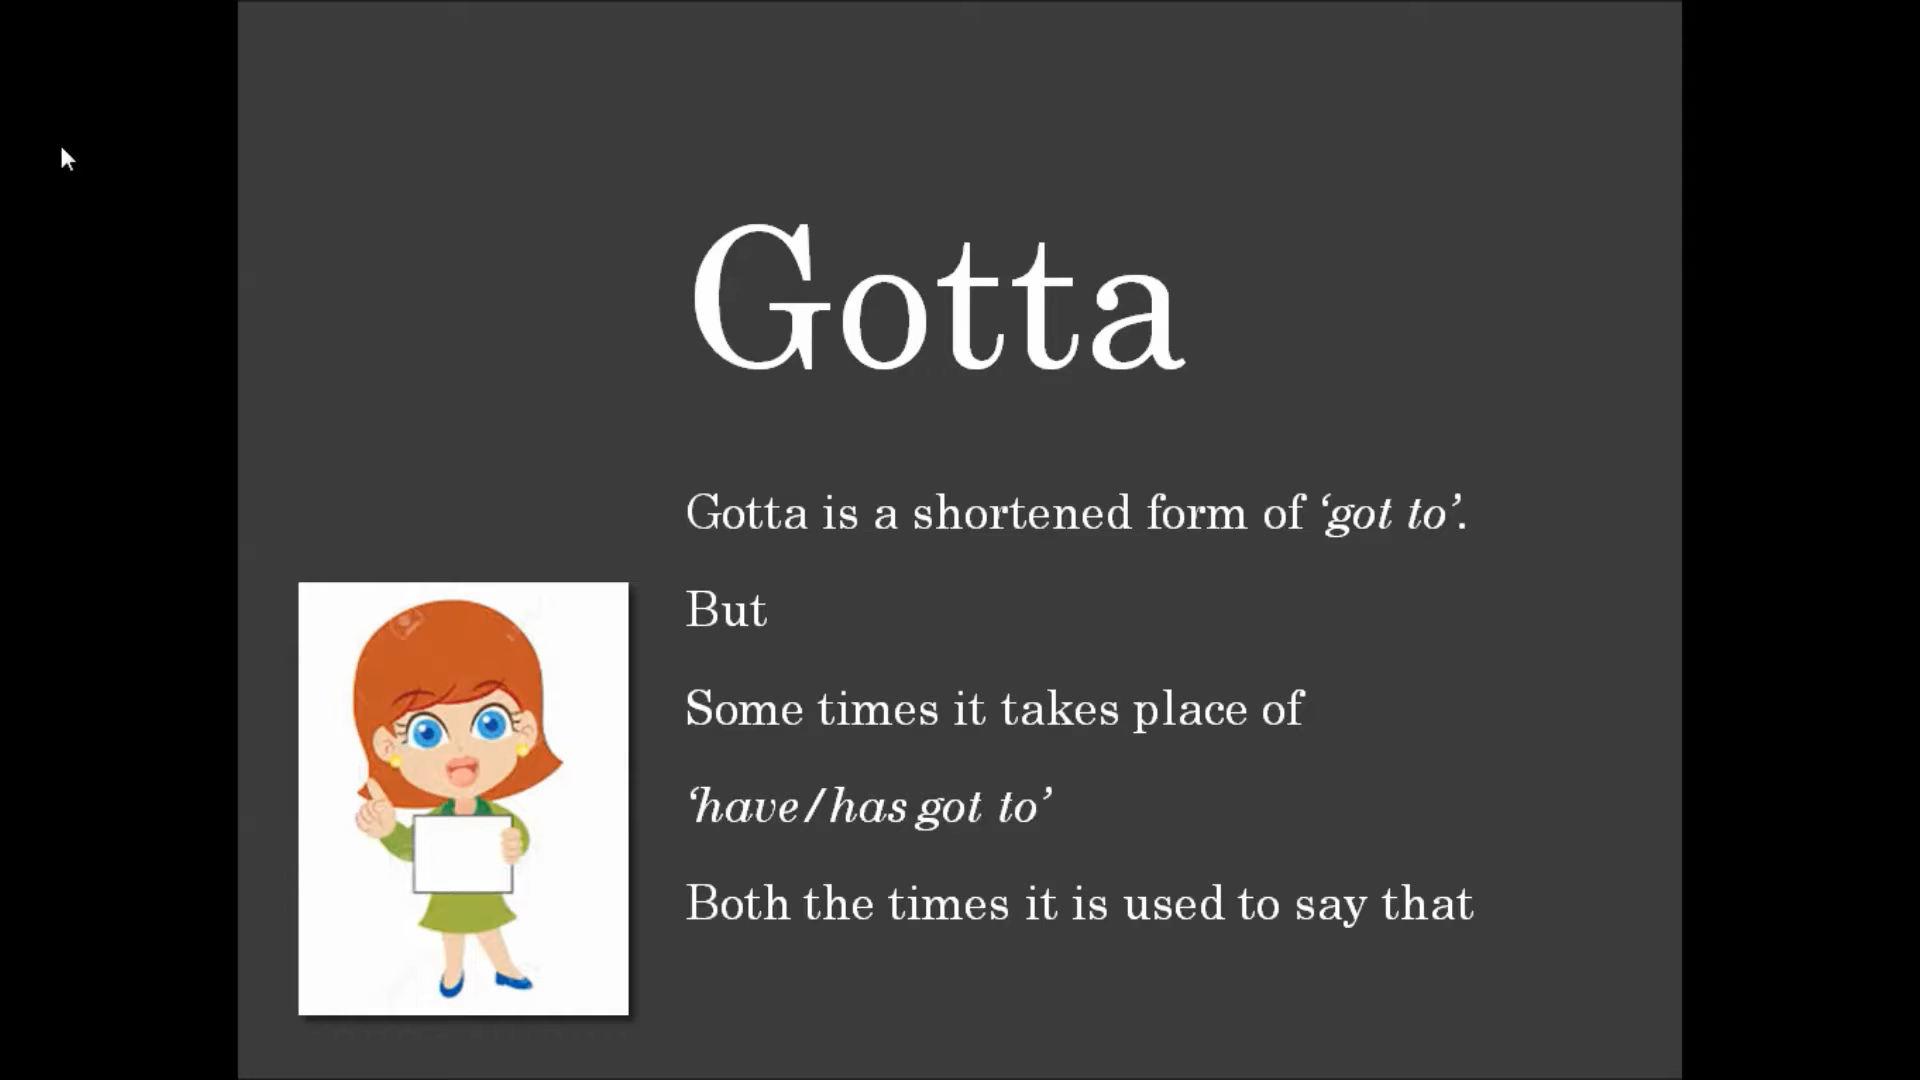 Gotta
Gotta is a shortened form of ‘got to’.
But
Some times it takes place of
‘have/has got to’
Both the times it is used to say that